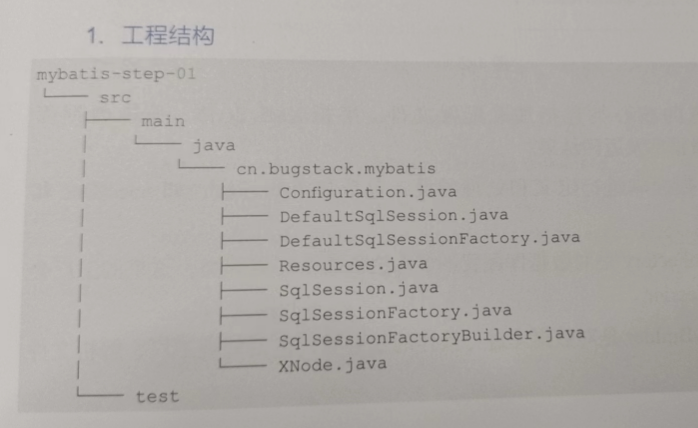 1. 工程结构
mybatis-step-01
└── src
├── main
│ └── java
│ └── cn.bugstack.mybatis
│ ├── Configuration.java
│ ├── DefaultSqlSession.java
│ ├── DefaultSqlSessionFactory.java
│ ├── Resources.java
│ ├── SqlSession.java
│ ├── SqlSessionFactory.java
│ ├── SqlSessionFactoryBuilder.java
│ └── XNode.java
└── test